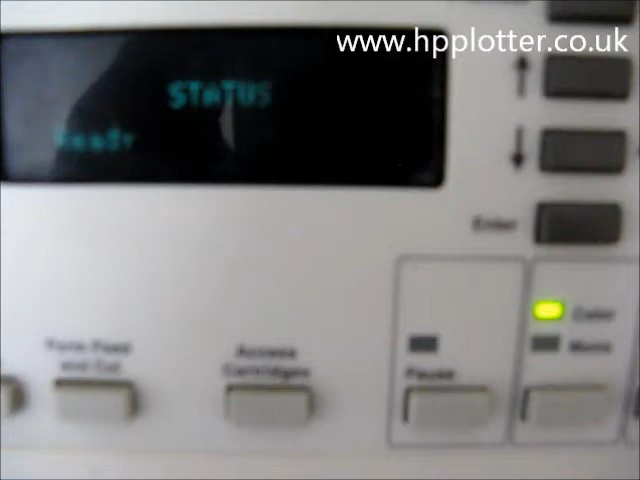 www.hpplotter.co.uk
STATUS
Ready
Enter
Color
Mono
Form Feed
and Cut
Access
Cartridges
Pause